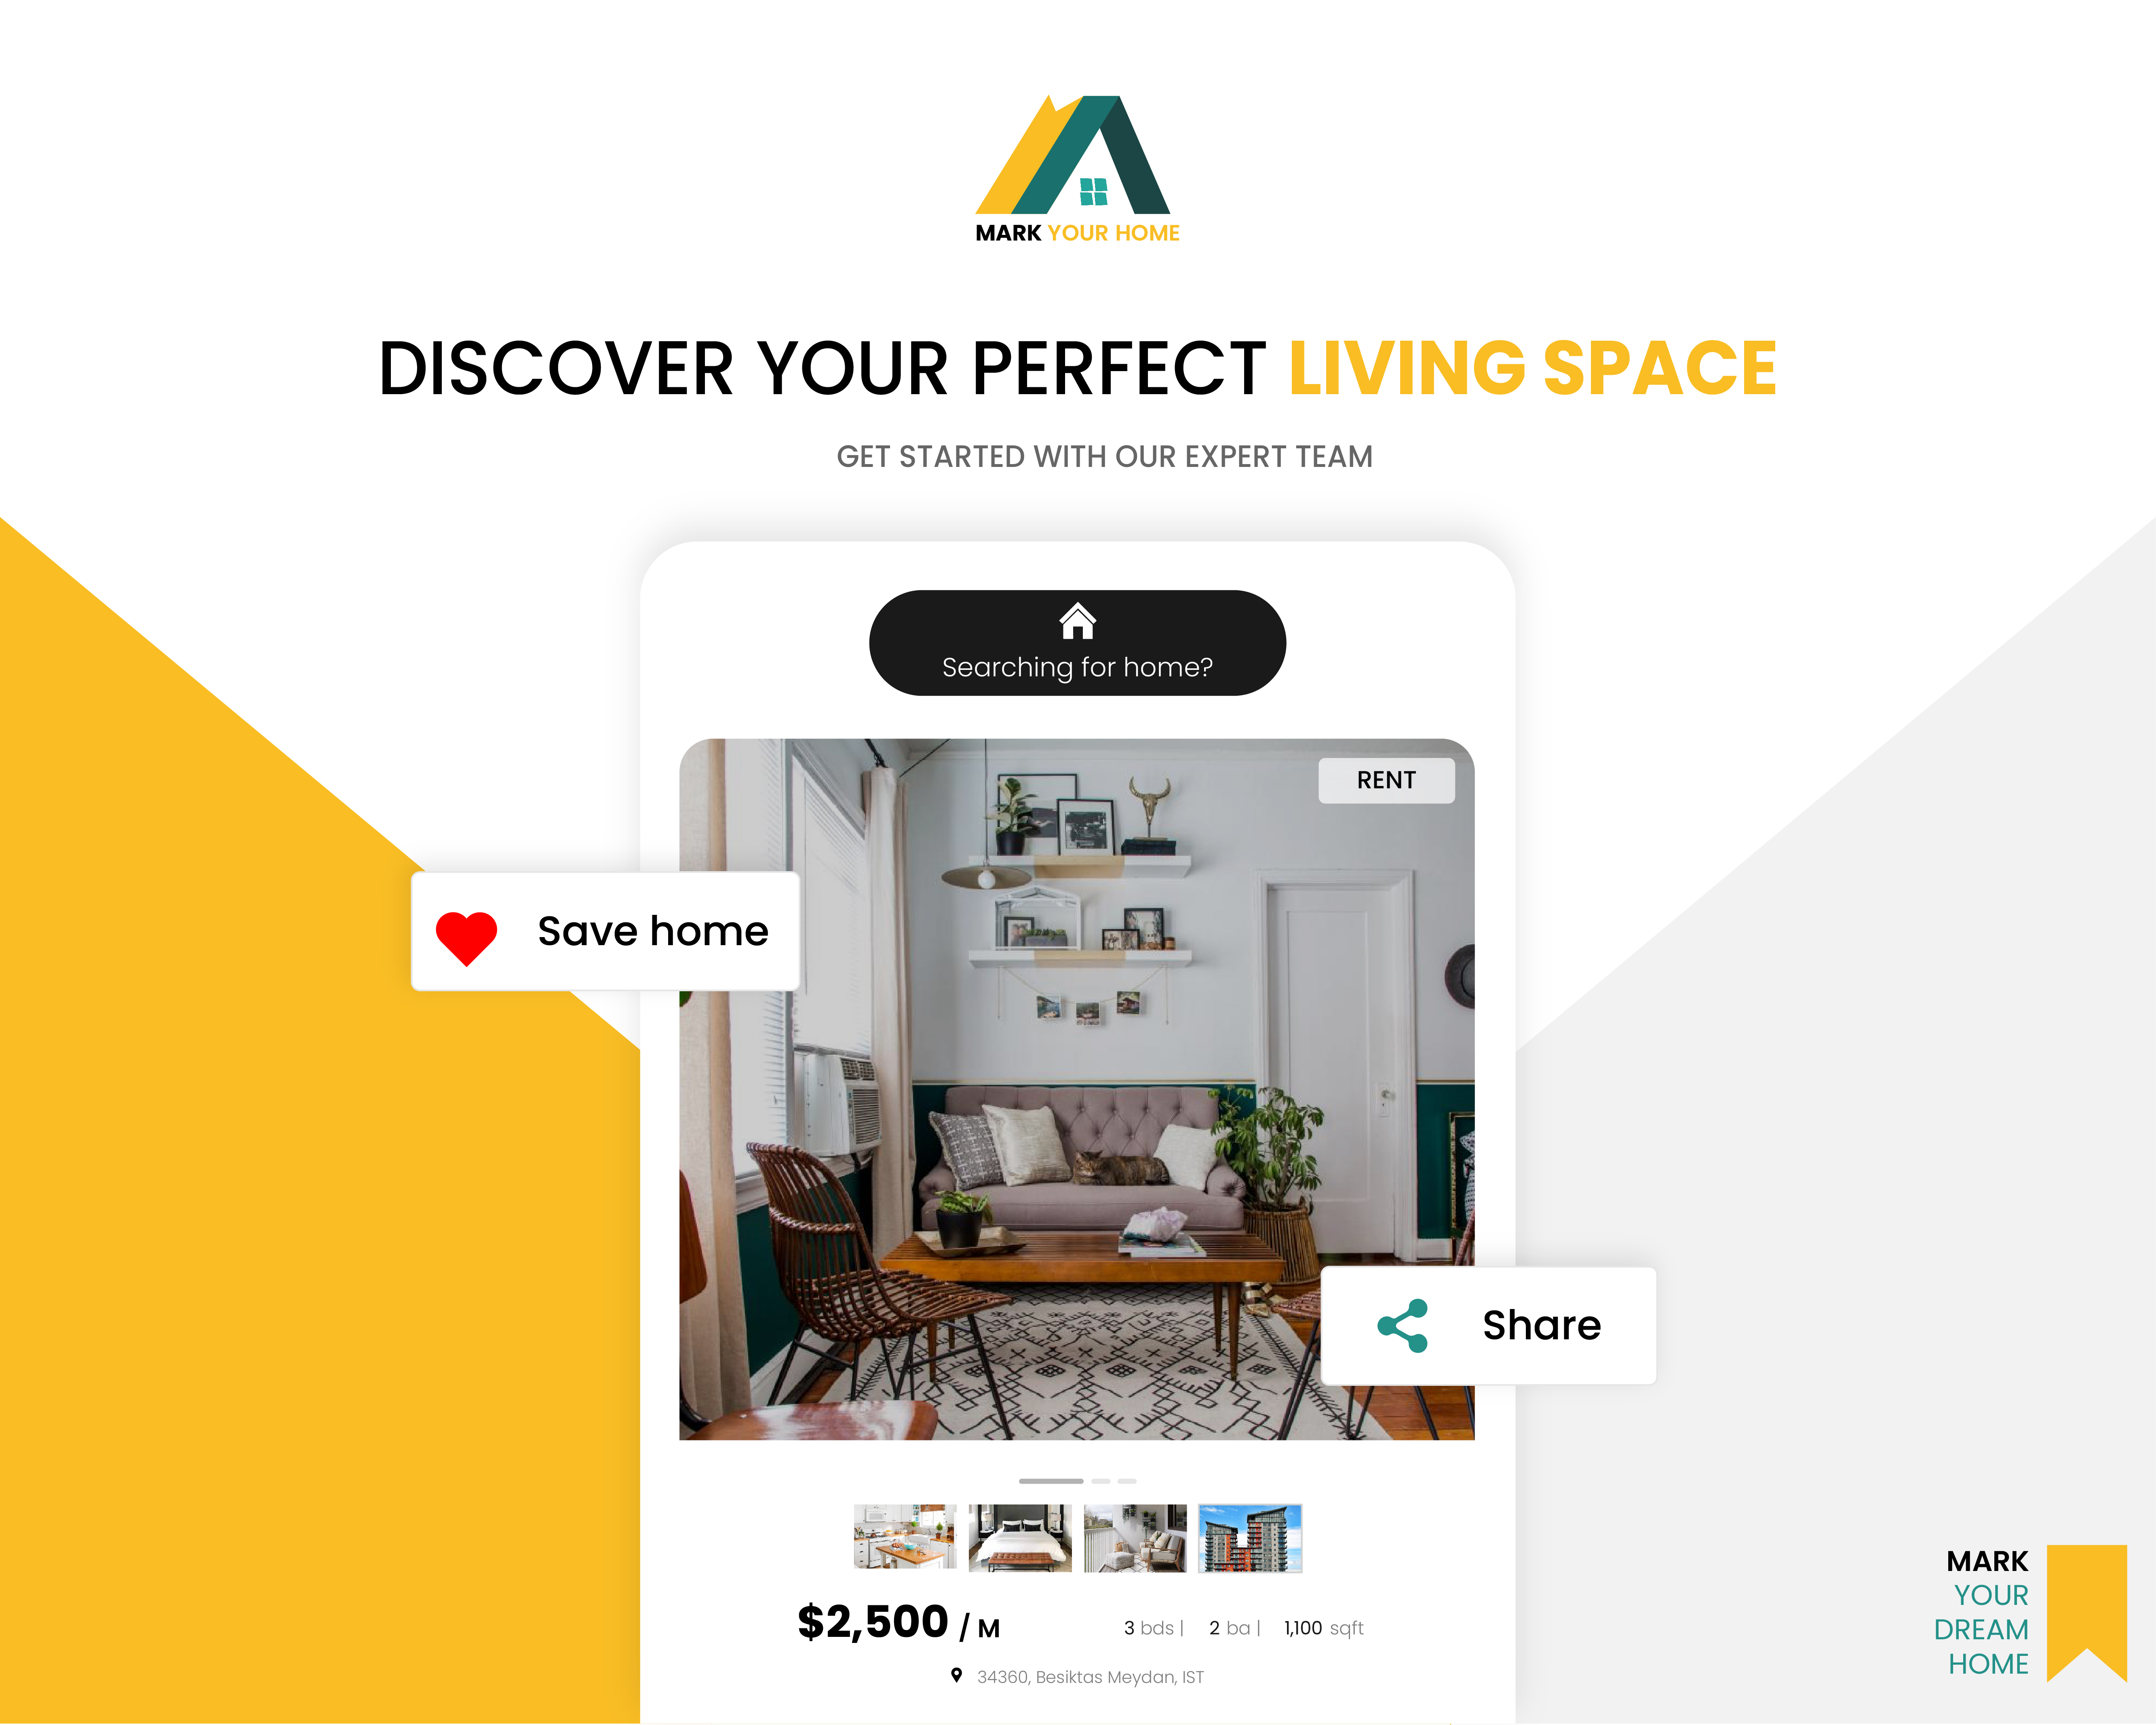 MARK YOUR HOME
DISCOVER YOUR PERFECT LIVING SPACE
GET STARTED WITH OUR EXPERT TEAM
Searching for home?
RENT
Save home
Share
$2,500 / M
3 bds | 2 ba | 1,100 sqft
34360, Besiktas Meydan, IST
MARK
YOUR
DREAM
HOME